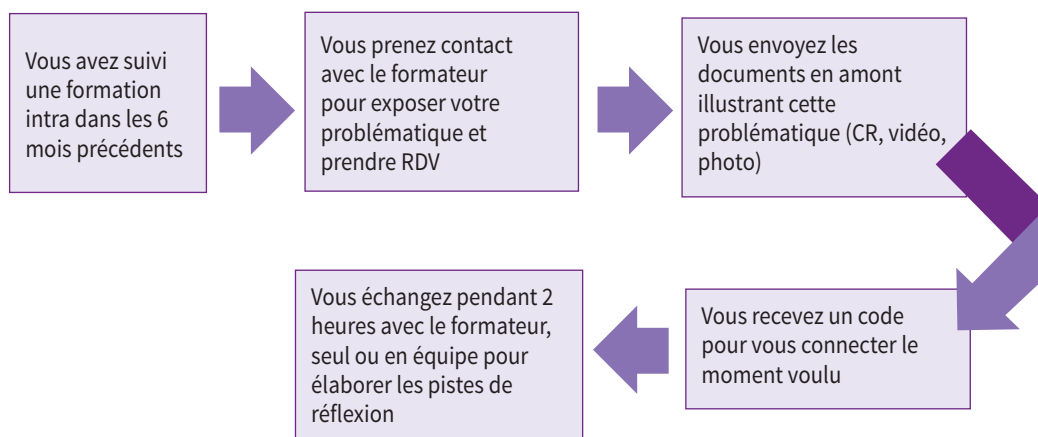 Vous avez suivi
une formation
intra dans les 6
mois précédents
Vous prenez contact
avec le formateur
pour exposer votre
problématique et
prendre RDV
Vous envoyez les
documents en amont
illustrant cette
problématique (CR, vidéo,
photo)
Vous recevez un code
pour vous connecter le
moment voulu
Vous échangez pendant 2
heures avec le formateur,
seul ou en équipe pour
élaborer les pistes de
réflexion